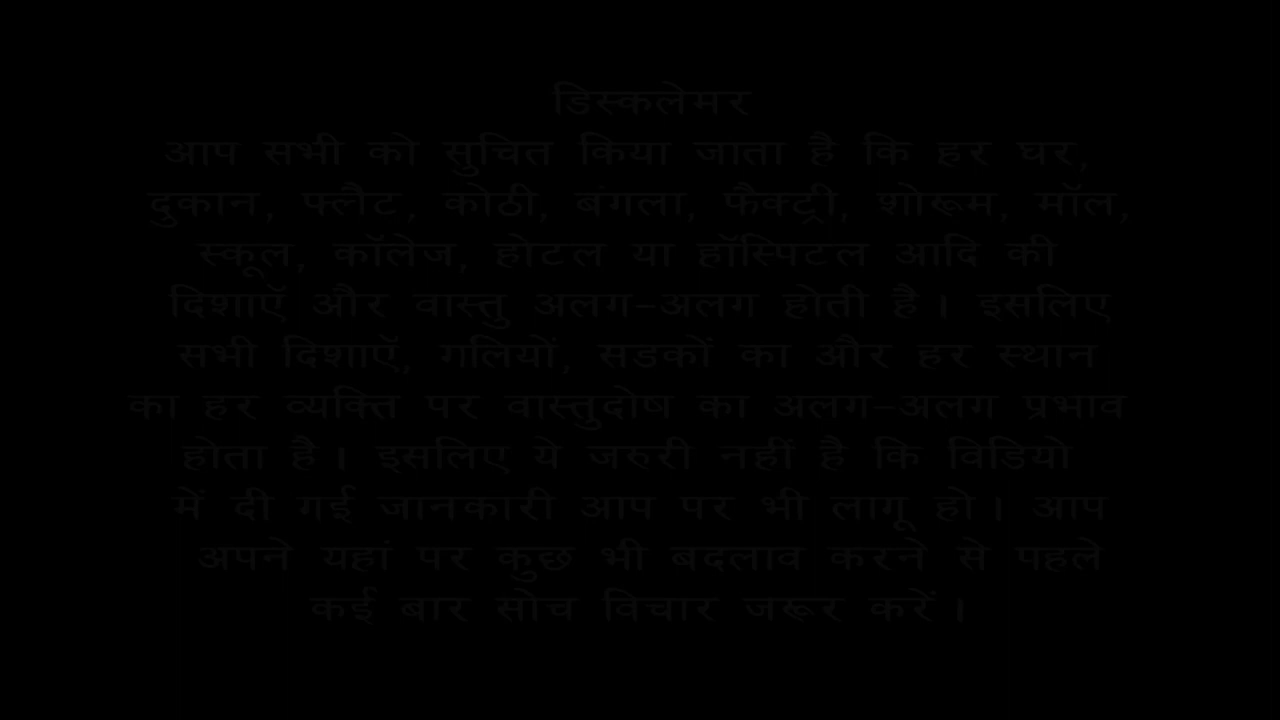 डिस्कलेमर
आप सभी को सुचित किया जाता है कि हर घर,
दुकान, फ्लैट, कोठी, बंगला, फैक्ट्री, शोरूम, मॉल,
स्कूल, कॉलेज, होटल या हॉस्पिटल आदि की
दिशाएॅ और वास्तु अलग–अलग होती है। इसलिए
सभी दिशाएॅ, गलियों, सडकों का और हर स्थान
का हर व्यक्ति पर वास्तुदोष का अलग–अलग प्रभाव
होता है। इसलिए ये जरुरी नहीं है कि विडियो
में दी गई जानकारी आप पर भी लागू हो। आप
अपने यहां पर कुछ भी बदलाव करने से पहले
कई बार सोच विचार जरूर करें।